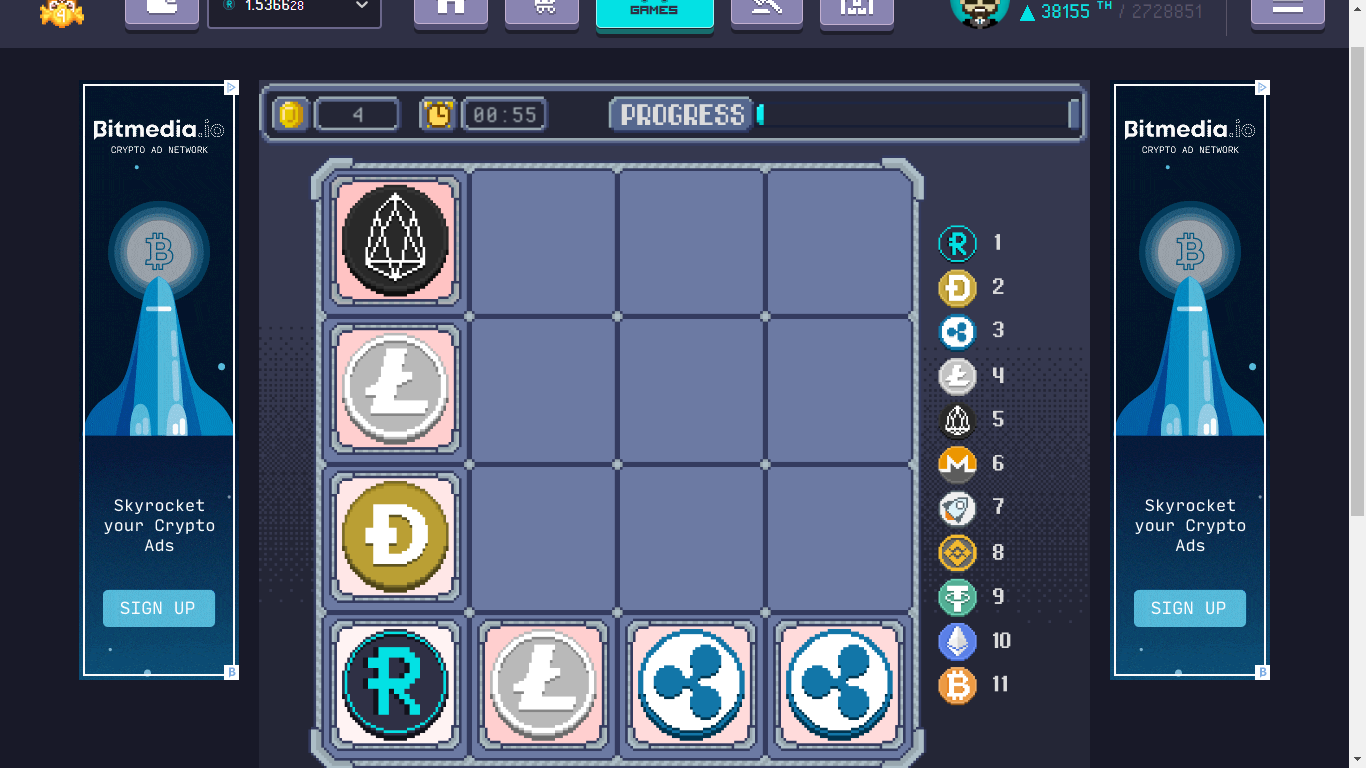 1.536628
GAMES
38155 TH / 2728851
4
00:55
PROGRESS
Bitmedia.io
CRYPTO AD NETWORK
Skyrocket
your Crypto
Ads
SIGN UP
1
2
3
4
5
6
7
8
9
10
11
Bitmedia.io
CRYPTO AD NETWORK
Skyrocket
your Crypto
Ads
SIGN UP